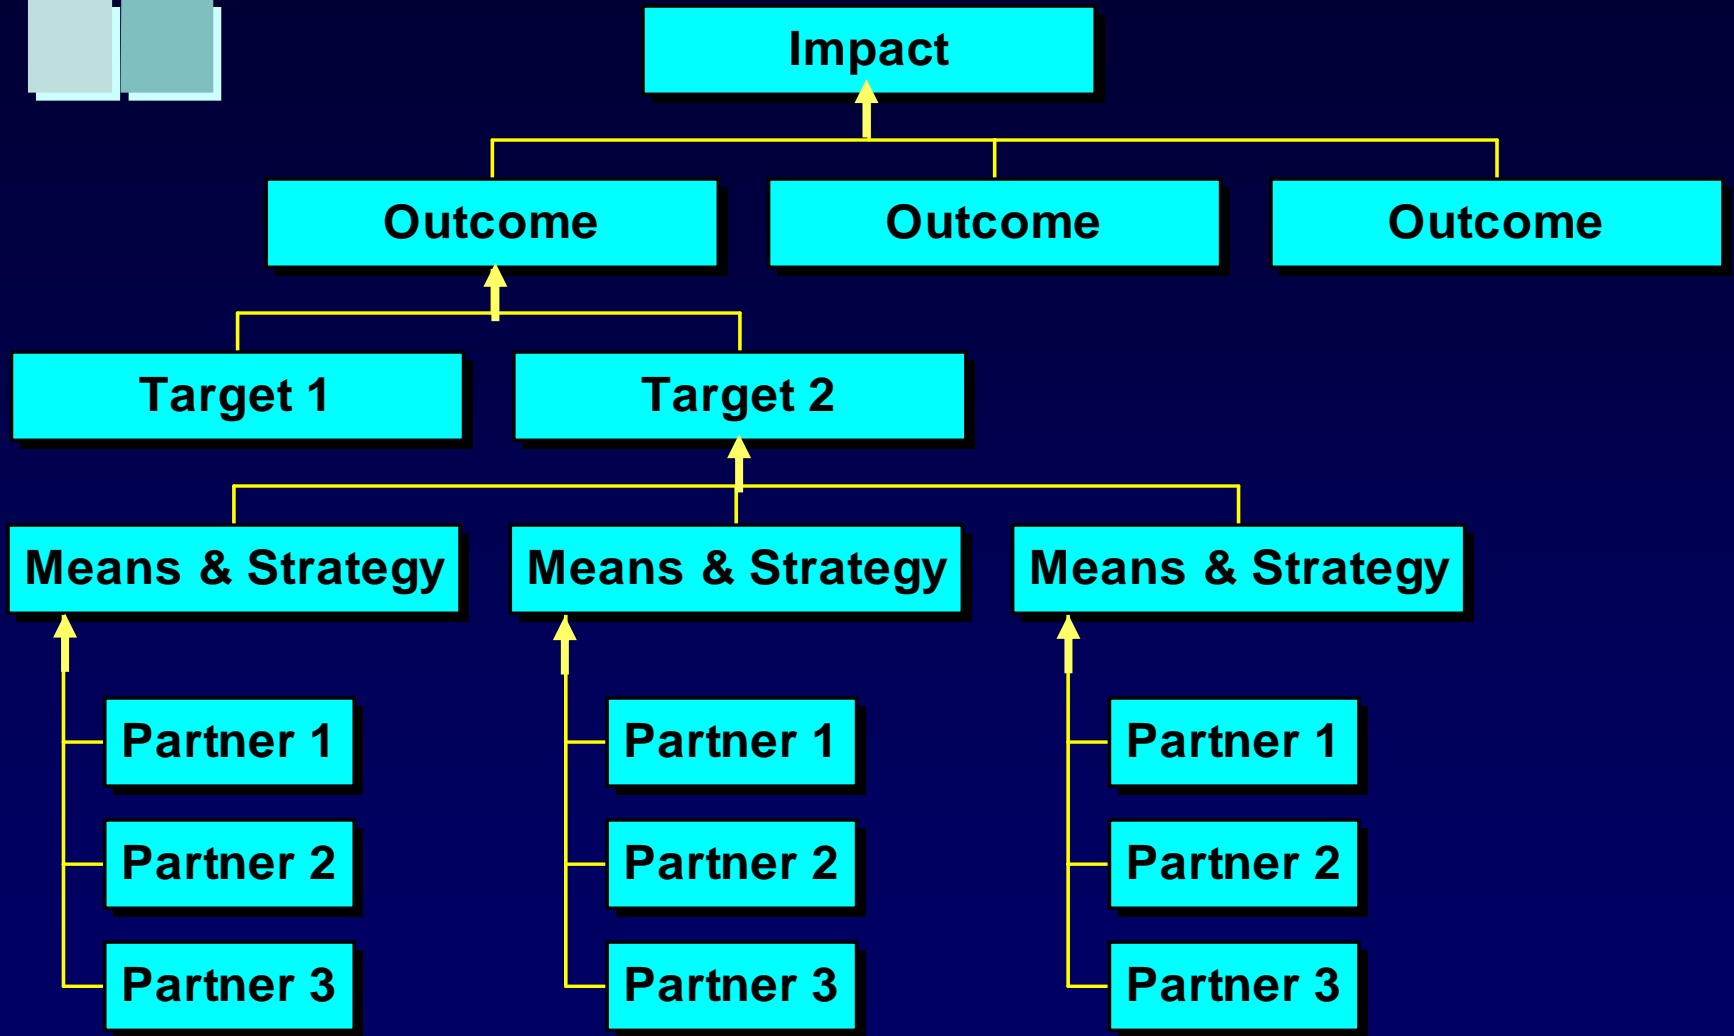 Impact
Outcome
Outcome
Outcome
Target 1
Target 2
Means & Strategy
Means & Strategy
Means & Strategy
Partner 1
Partner 1
Partner 1
Partner 2
Partner 2
Partner 2
Partner 3
Partner 3
Partner 3